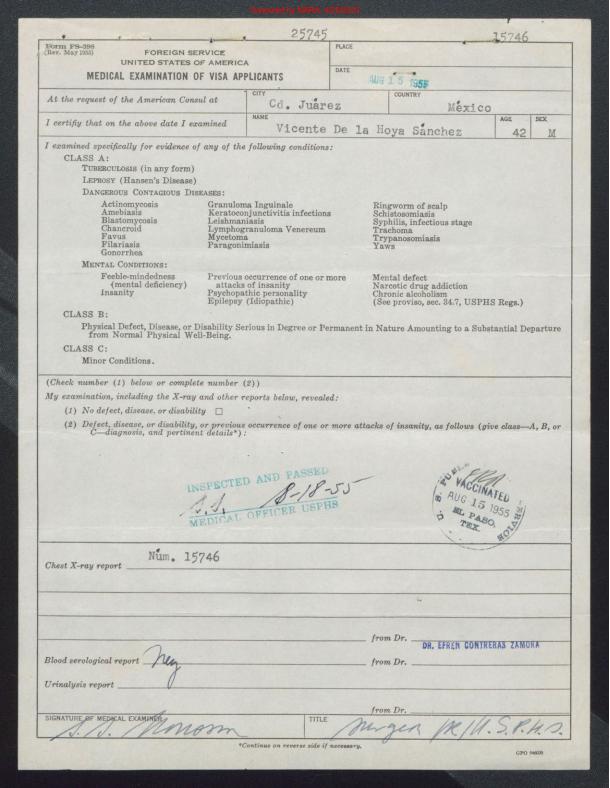 25745
15746
Form FS-398
(Rev. May 1953)
FOREIGN SERVICE
UNITED STATES OF AMERICA
MEDICAL EXAMINATION OF VISA APPLICANTS
PLACE
DATE
AUG 15 1955
At the request of the American Consul at
CITY
Cd. Juárez
COUNTRY
México
I certify that on the above date I examined
NAME
Vicente De la Hoya Sánchez
AGE
42
SEX
M
I examined specifically for evidence of any of the following conditions:
CLASS A:
TUBERCULOSIS (in any form)
LEPROSY (Hansen's Disease)
DANGEROUS CONTAGIOUS DISEASES:
Actinomycosis
Amebiasis
Blastomycosis
Chancroid
Favus
Filariasis
Gonorrhea
Granuloma Inguinale
Keratoconjunctivitis infections
Leishmaniasis
Lymphogranuloma Venereum
Mycetoma
Paragonimiasis
Ringworm of scalp
Schistosomiasis
Syphilis, infectious stage
Trachoma
Trypanosomiasis
Yaws
MENTAL CONDITIONS:
Feeble-mindedness
(mental deficiency)
Insanity
Previous occurrence of one or more
attacks of insanity
Psychopathic personality
Epilepsy (Idiopathic)
Mental defect
Narcotic drug addiction
Chronic alcoholism
(See proviso, sec. 34.7, USPHS Regs.)
CLASS B:
Physical Defect, Disease, or Disability Serious in Degree or Permanent in Nature Amounting to a Substantial Departure
from Normal Physical Well-Being.
CLASS C:
Minor Conditions.
(Check number (1) below or complete number (2))
My examination, including the X-ray and other reports below, revealed:
(1) No defect, disease, or disability
(2) Defect, disease, or disability, or previous occurrence of one or more attacks of insanity, as follows (give class—A, B, or
C—diagnosis, and pertinent details*):
INSPECTED AND PASSED
S.S. 8-18-55
MEDICAL OFFICER USPHS
VACCINATED
AUG 15 1955
EL PASO,
TEX.
Chest X-ray report Núm. 15746
from Dr.
DR. EFREN CONTRERAS ZAMORA
Blood serological report Neg
from Dr.
Urinalysis report
from Dr.
SIGNATURE OF MEDICAL EXAMINER
TITLE
*Continue on reverse side if necessary.
GPO